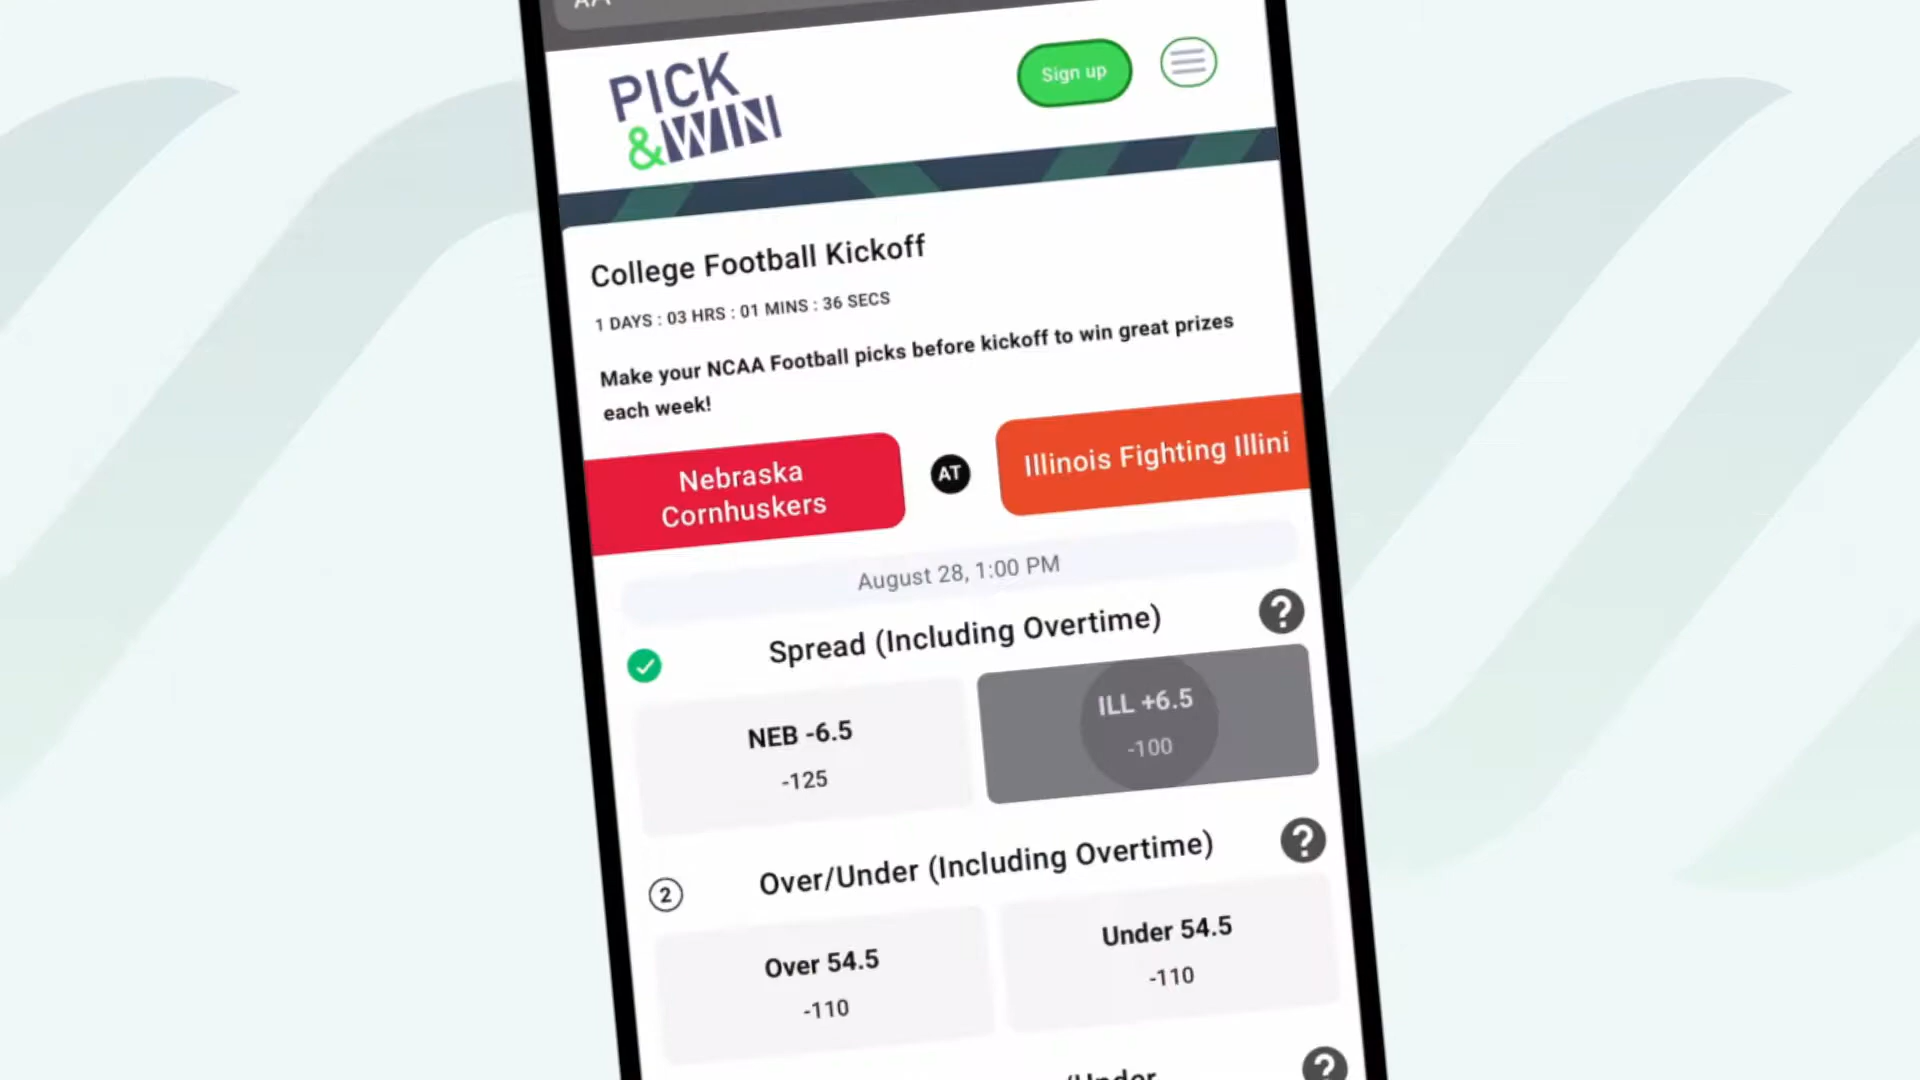 AA
PICK
&WIN
Sign up
College Football Kickoff
1 DAYS : 03 HRS : 01 MINS : 36 SECS
Make your NCAA Football picks before kickoff to win great prizes
each week!
Nebraska
Cornhuskers
AT
Illinois Fighting Illini
August 28, 1:00 PM
Spread (Including Overtime)
?
NEB -6.5
-125
ILL +6.5
-100
2
Over/Under (Including Overtime)
?
Over 54.5
-110
Under 54.5
-110
/Under
?